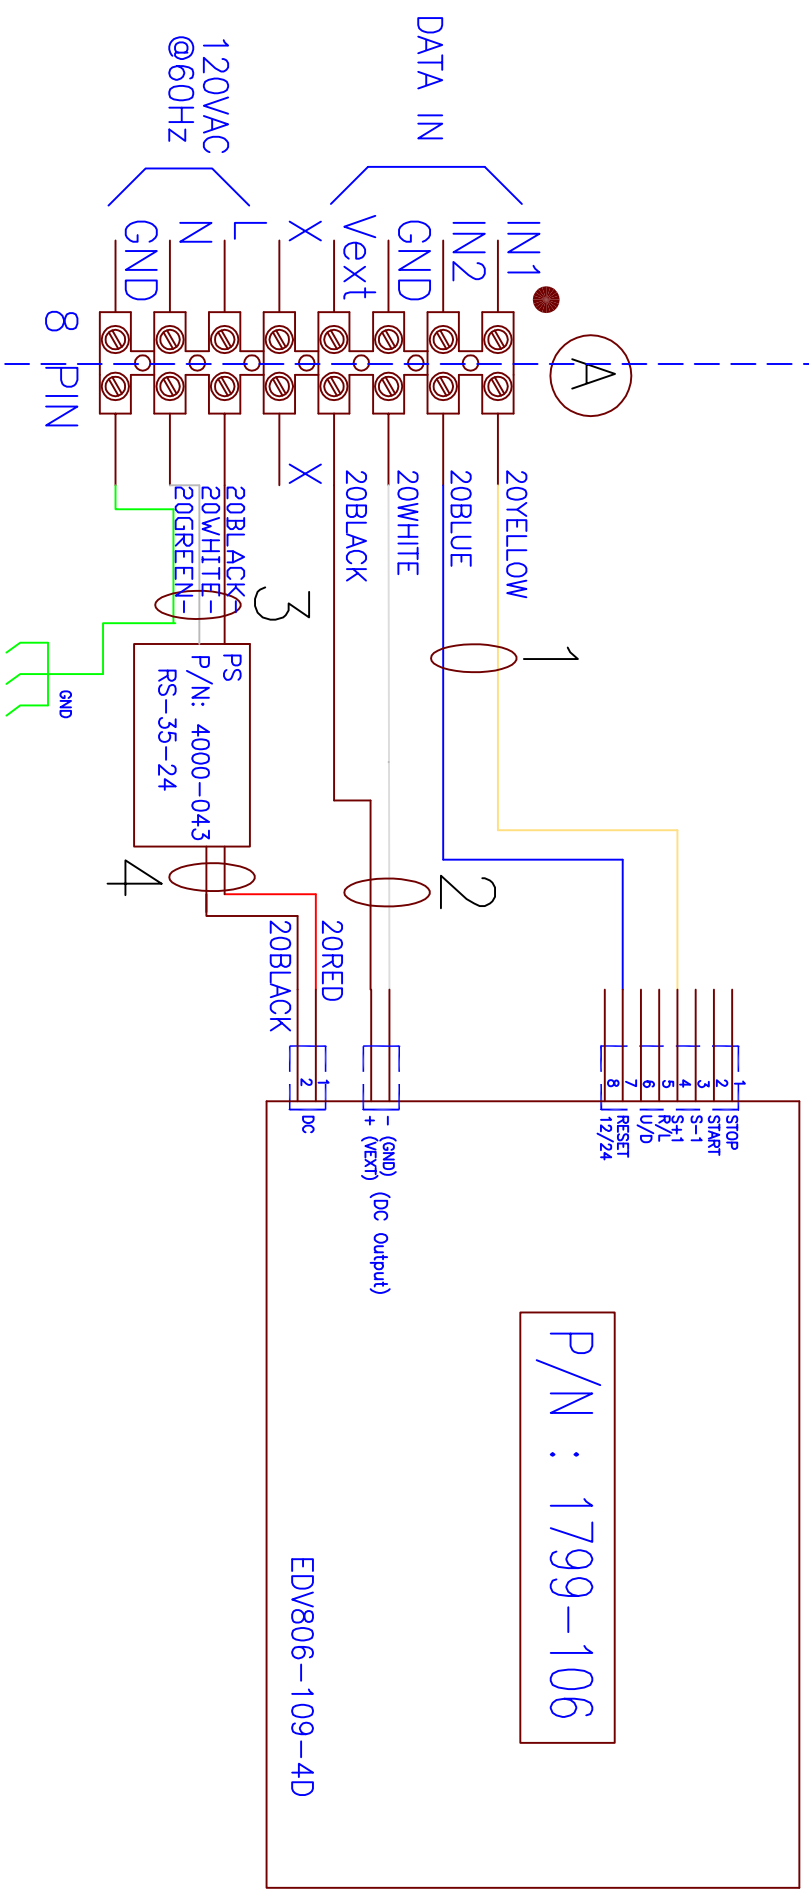 A
DATA IN
IN1
IN2
GND
Vext
X
120VAC
@60Hz
L
N
GND
8 PIN
20YELLOW
20BLUE
20WHITE
20BLACK
X
20BLACK-
20WHITE-
20GREEN-
1
2
3
4
PS
P/N: 4000-043
RS-35-24
GND
20RED
20BLACK
1 STOP
2 START
3 S-1
4 S+1
5 R/L
6 U/D
7 RESET
8 12/24
- (GND)
+ (VEXT) (DC Output)
1
2
DC
P/N : 1799-106
EDV806-109-4D